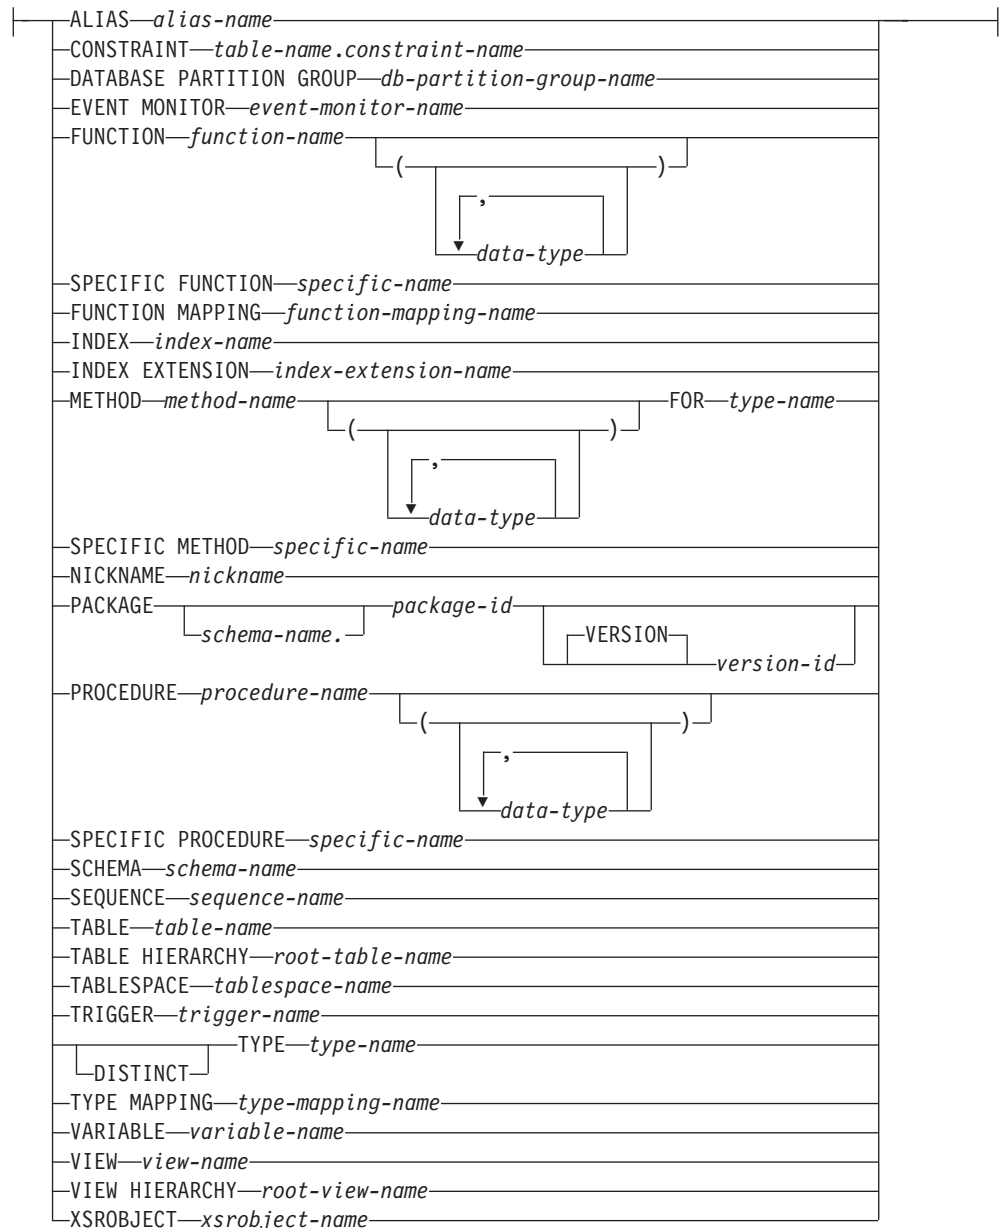 ALIAS alias-name
CONSTRAINT table-name.constraint-name
DATABASE PARTITION GROUP db-partition-group-name
EVENT MONITOR event-monitor-name
FUNCTION function-name
( )
,
data-type
SPECIFIC FUNCTION specific-name
FUNCTION MAPPING function-mapping-name
INDEX index-name
INDEX EXTENSION index-extension-name
METHOD method-name FOR type-name
( )
,
data-type
SPECIFIC METHOD specific-name
NICKNAME nickname
PACKAGE package-id
schema-name. VERSION
version-id
PROCEDURE procedure-name
( )
,
data-type
SPECIFIC PROCEDURE specific-name
SCHEMA schema-name
SEQUENCE sequence-name
TABLE table-name
TABLE HIERARCHY root-table-name
TABLESPACE tablespace-name
TRIGGER trigger-name
TYPE type-name
DISTINCT
TYPE MAPPING type-mapping-name
VARIABLE variable-name
VIEW view-name
VIEW HIERARCHY root-view-name
XSROBJECT xsrobject-name